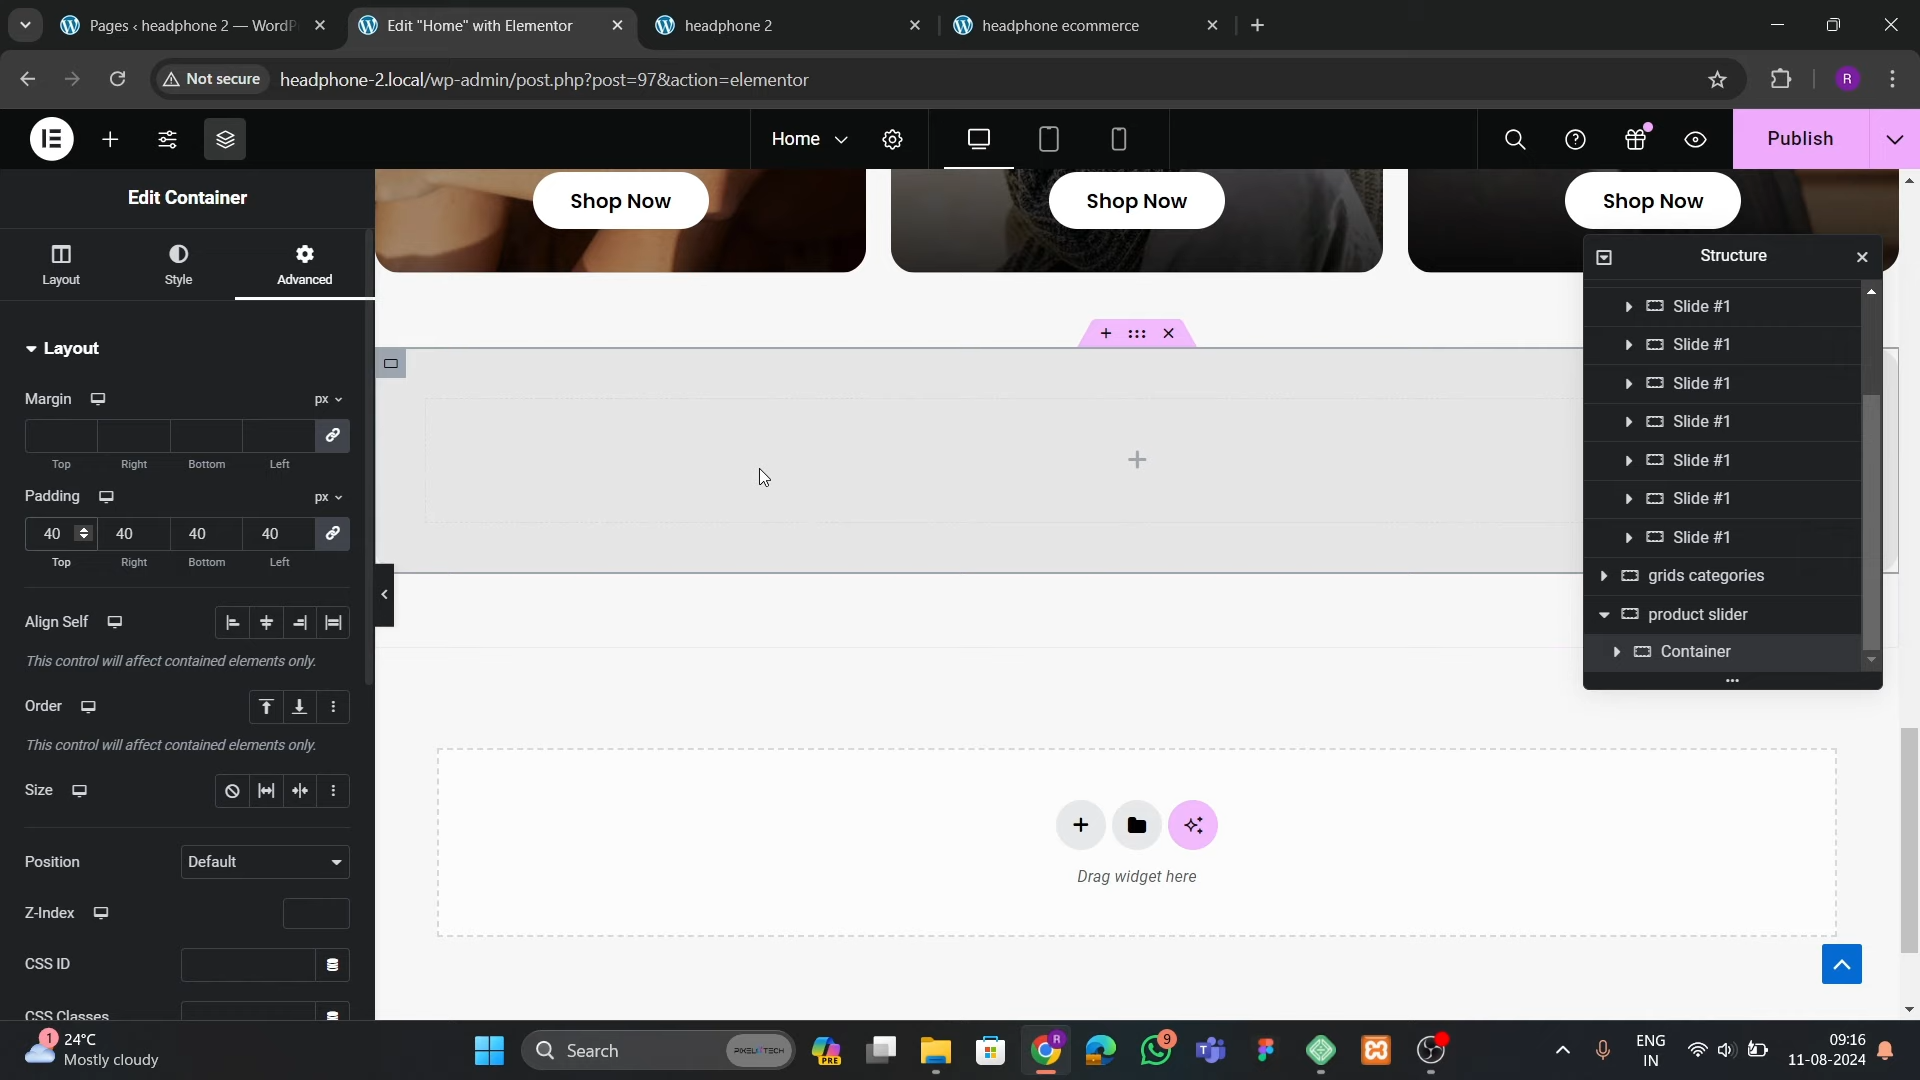 Pages ‹ headphone 2 — WordP
Edit "Home" with Elementor
headphone 2
headphone ecommerce
Not secure
headphone-2.local/wp-admin/post.php?post=97&action=elementor
R
Home
Publish
Edit Container
Layout
Style
Advanced
Layout
Margin
px
Top
Right
Bottom
Left
Padding
px
40
40
40
40
Top
Right
Bottom
Left
Align Self
This control will affect contained elements only.
Order
This control will affect contained elements only.
Size
Position
Default
Z-Index
CSS ID
CSS Classes
Shop Now
Shop Now
Shop Now
Drag widget here
Structure
Slide #1
Slide #1
Slide #1
Slide #1
Slide #1
Slide #1
Slide #1
grids categories
product slider
Container
1
24°C
Mostly cloudy
Search
PRE
R
9
ENG
IN
09:16
11-08-2024